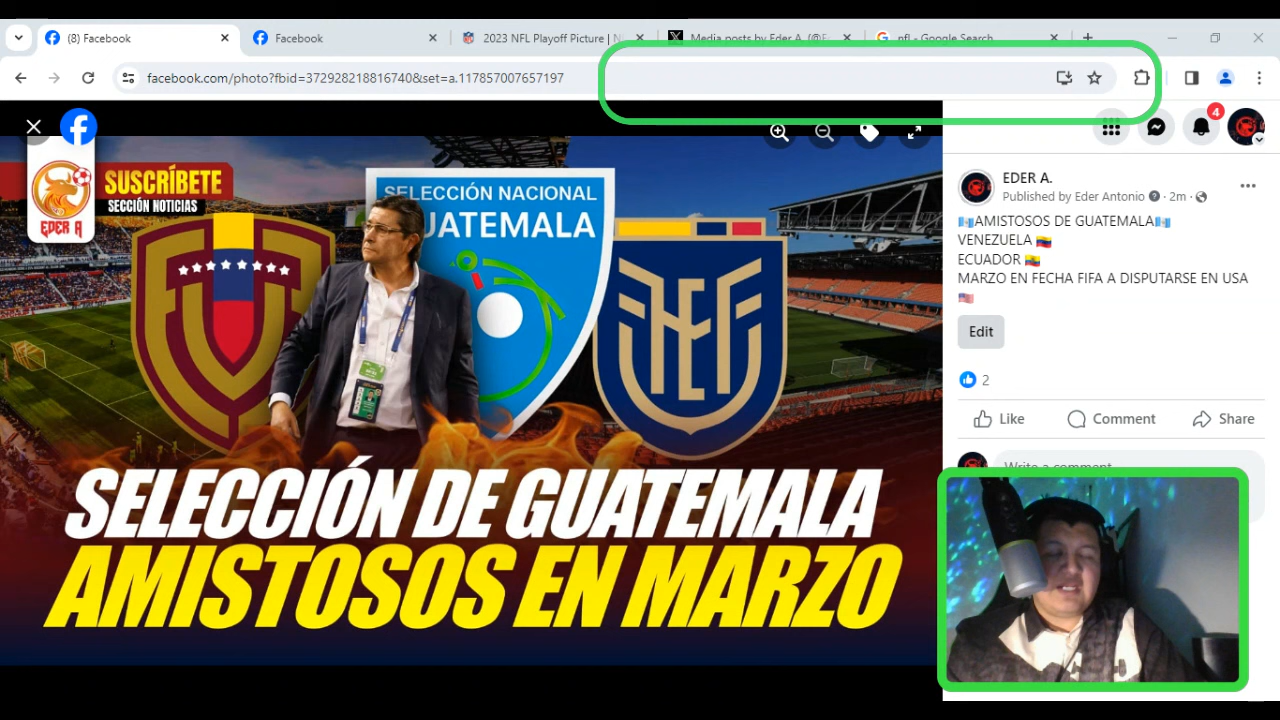 (8) Facebook
Facebook
2023 NFL Playoff Picture | N
Media posts by Eder A. (@E
nfl - Google Search
facebook.com/photo?fbid=372928218816740&set=a.117857007657197
4
SUSCRÍBETE
SECCIÓN NOTICIAS
EDER A
SELECCIÓN NACIONAL
GUATEMALA
FEF
SELECCIÓN DE GUATEMALA
AMISTOSOS EN MARZO
EDER A.
Published by Eder Antonio · 2m ·
🇬🇹AMISTOSOS DE GUATEMALA🇬🇹
VENEZUELA 🇻🇪
ECUADOR 🇪🇨
MARZO EN FECHA FIFA A DISPUTARSE EN USA
🇺🇸
Edit
2
Like Comment Share
Write a comment